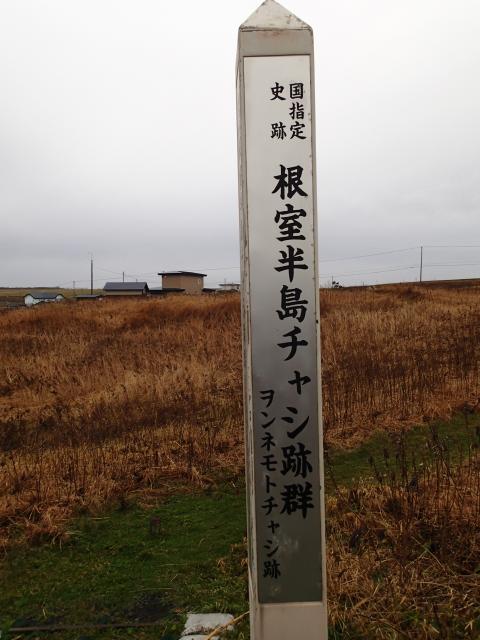 国指定
史跡
根室半島チャシ跡群
ヲンネモトチャシ跡